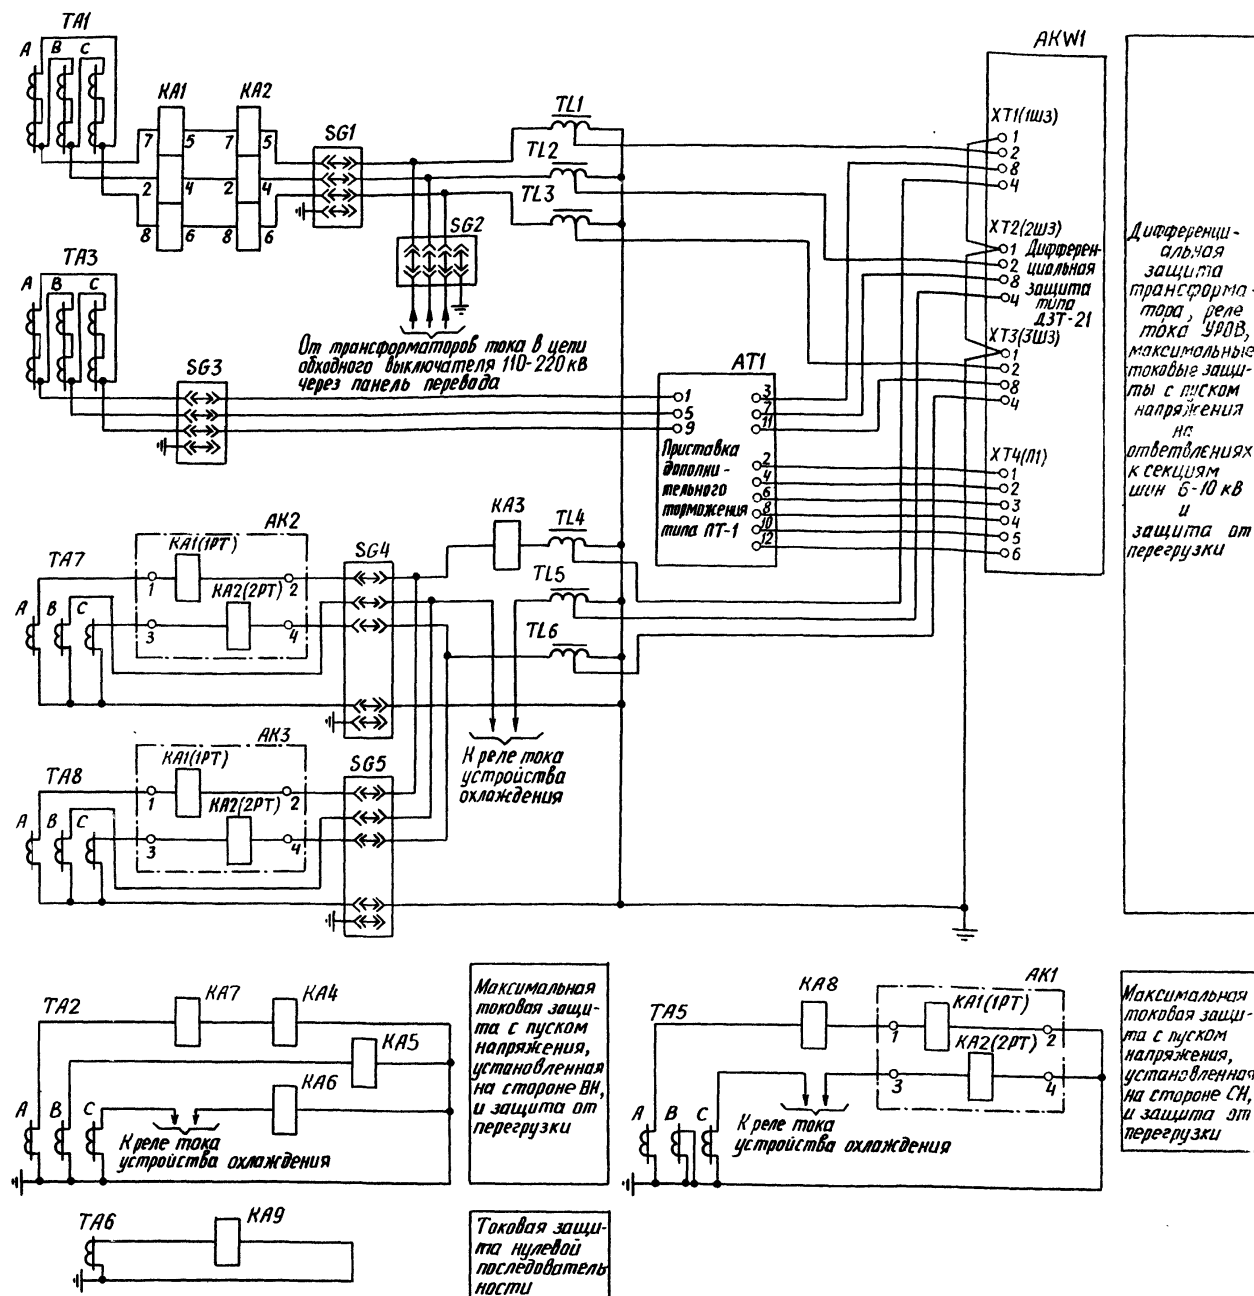 TA1
A B C
KA1
KA2
7 5 7 5
2 4 2 4
8 6 8 6
SG1
SG2
TL1
TL2
TL3
От трансформаторов тока в цепи
обходного выключателя 110-220 кВ
через панель перевода
TA3
A B C
SG3
AT1
1
5
9
3
7
11
2
4
6
8
10
12
Приставка
дополни-
тельного
торможения
типа ПТ-1
AKW1
XT1(1Ш3)
1
2
8
4
XT2(2Ш3)
1
2
8
4
Дифферен-
циальная
защита
типа
ДЗТ-21
XT3(3Ш3)
1
2
8
4
XT4(Л1)
1
2
3
4
5
6
Дифференци-
альная
защита
трансформа-
тора, реле
тока УРОВ,
максимальные
токовые защи-
ты с пуском
напряжения
на
ответвлениях
к секциям
шин 6-10 кВ
и
защита от
перегрузки
TA7
A B C
AK2
KA1(1PT)
1 2
KA2(2PT)
3 4
SG4
KA3
TL4
TL5
TL6
К реле тока
устройства
охлаждения
TA8
A B C
AK3
KA1(1PT)
1 2
KA2(2PT)
3 4
SG5
TA2
A B C
KA7
KA4
KA5
KA6
К реле тока
устройства охлаждения
Максимальная
токовая защи-
та с пуском
напряжения,
установленная
на стороне ВН,
и защита от
перегрузки
TA5
A B C
KA8
AK1
KA1(1PT)
1 2
KA2(2PT)
3 4
К реле тока
устройства охлаждения
Максимальная
токовая защи-
та с пуском
напряжения,
установленная
на стороне СН,
и защита от
перегрузки
TA6
KA9
Токовая защи-
та нулевой
последователь
ности